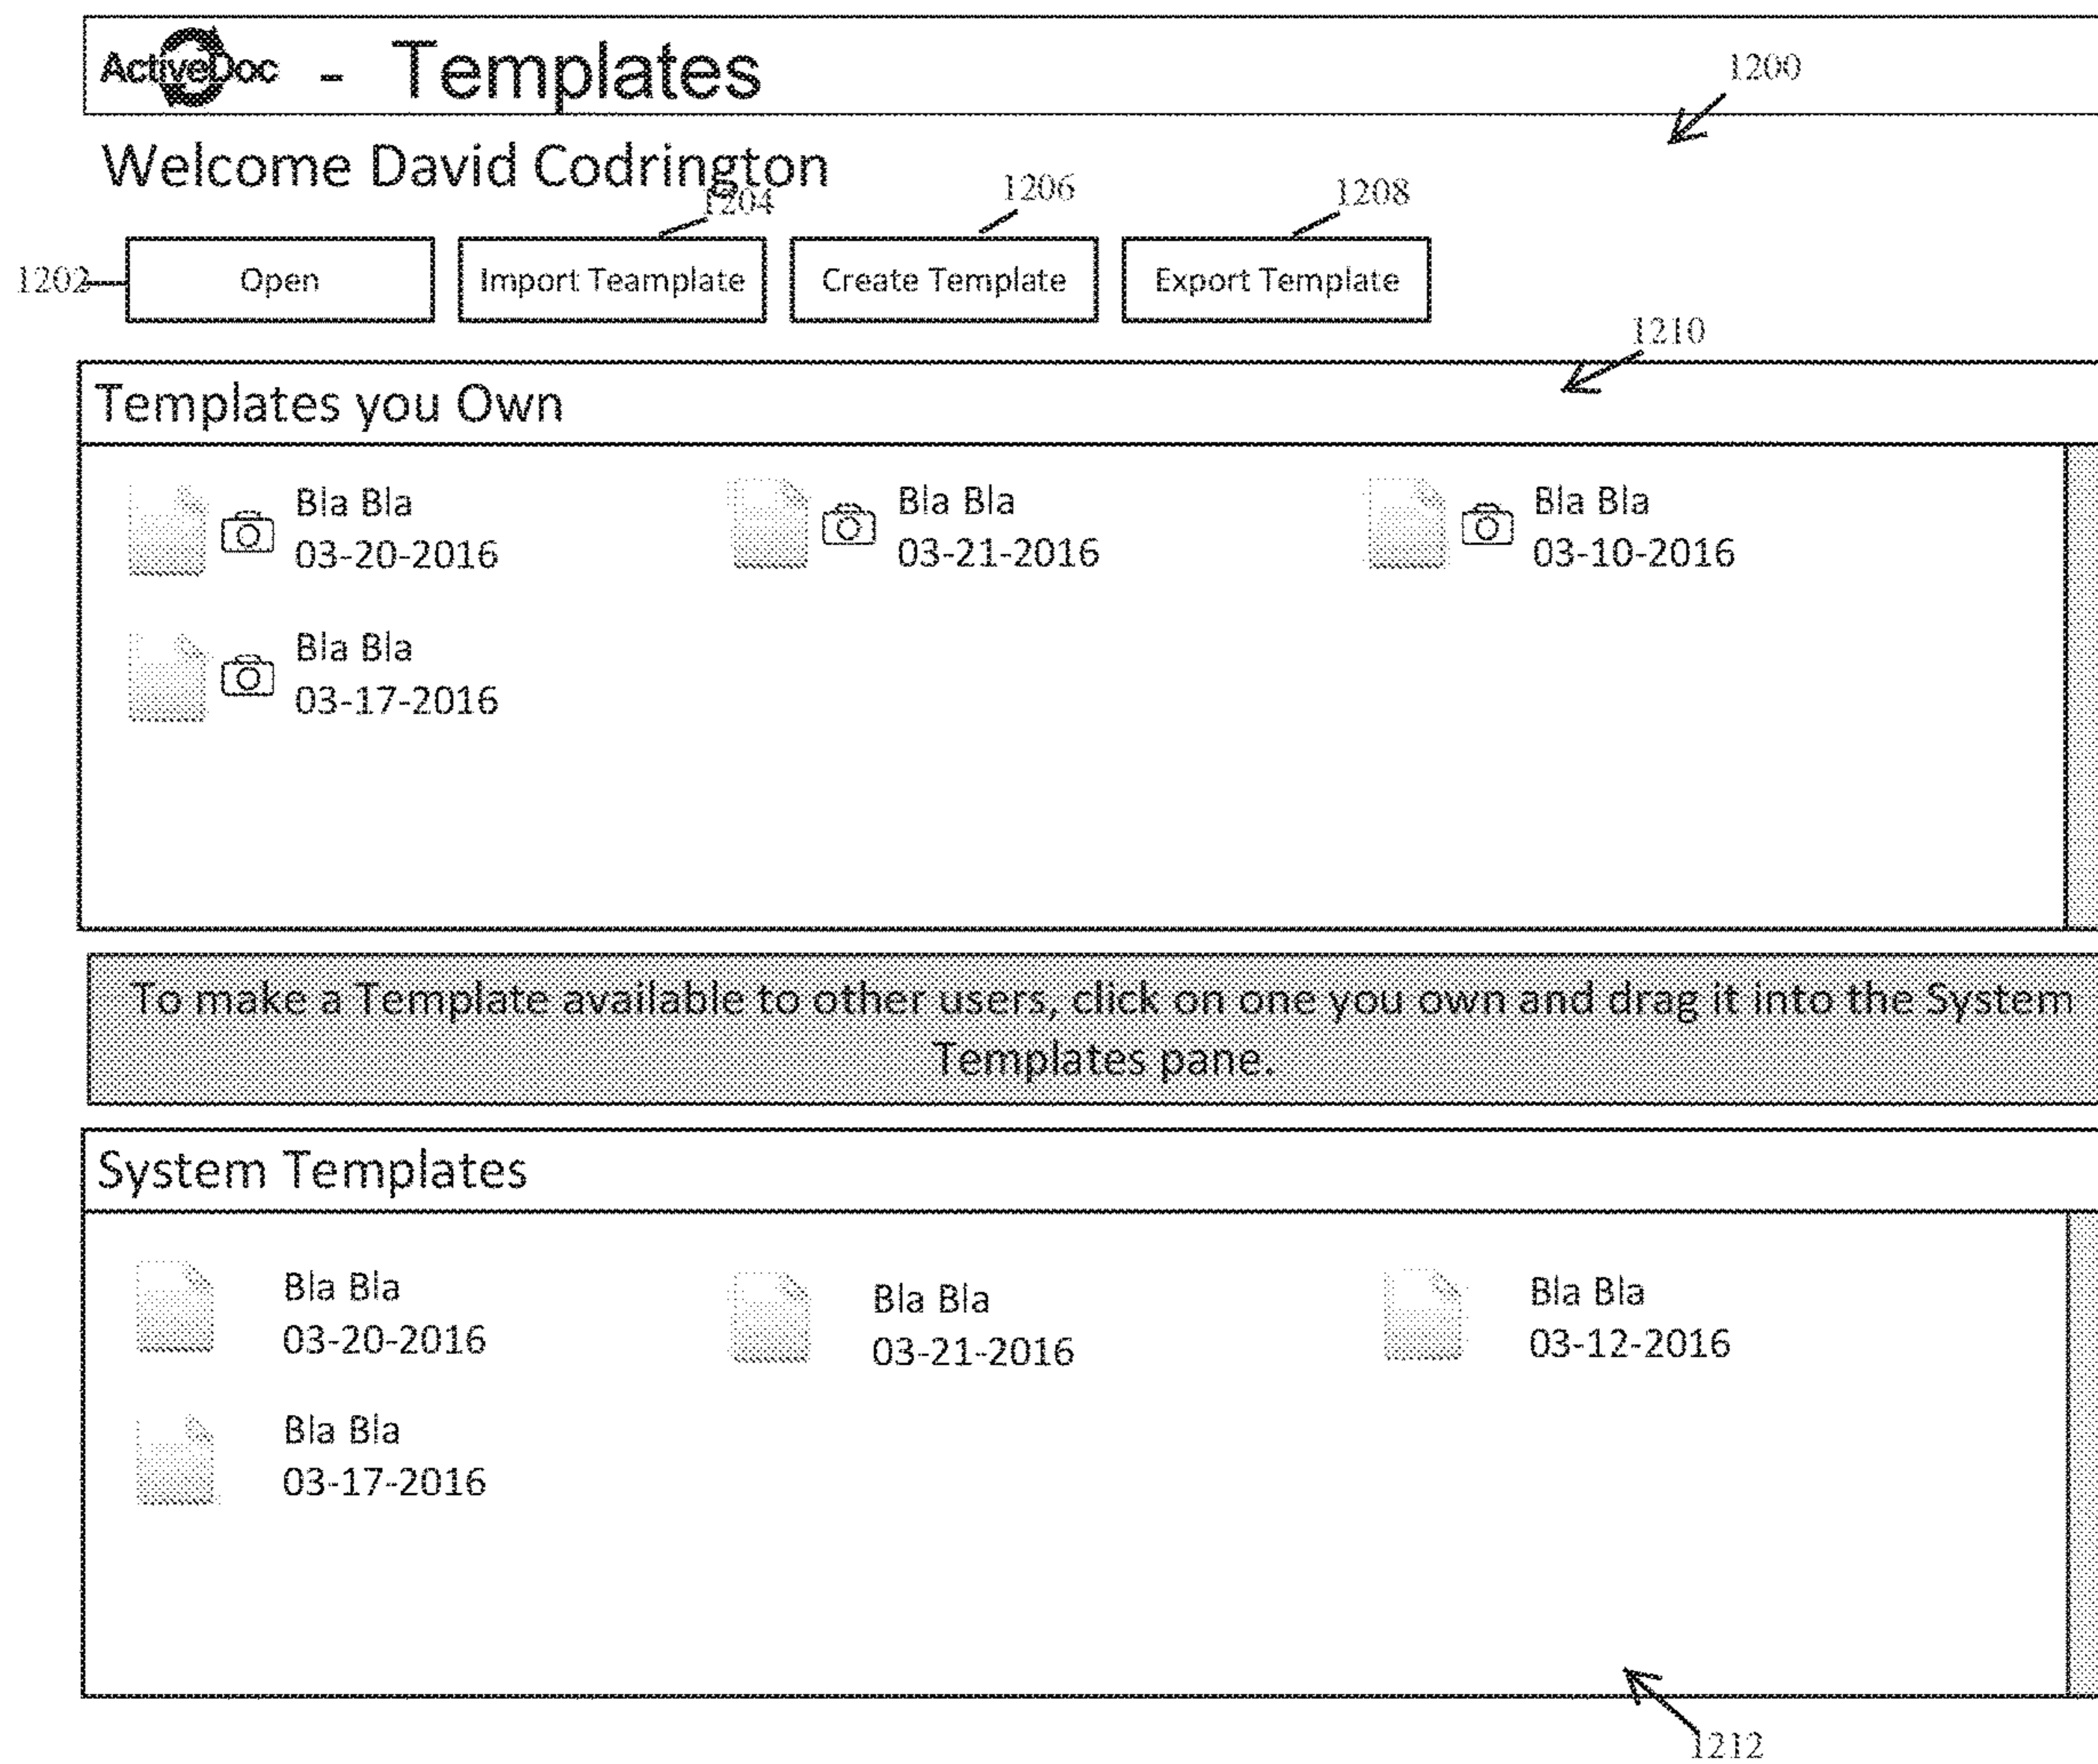 ActiveDoc - Templates
1200
Welcome David Codrington
1204
1206
1208
1202
Open
Import Teamplate
Create Template
Export Template
1210
Templates you Own
Bla Bla
03-20-2016
Bla Bla
03-21-2016
Bla Bla
03-10-2016
Bla Bla
03-17-2016
To make a Template available to other users, click on one you own and drag it into the System
Templates pane.
System Templates
Bla Bla
03-20-2016
Bla Bla
03-21-2016
Bla Bla
03-12-2016
Bla Bla
03-17-2016
1212